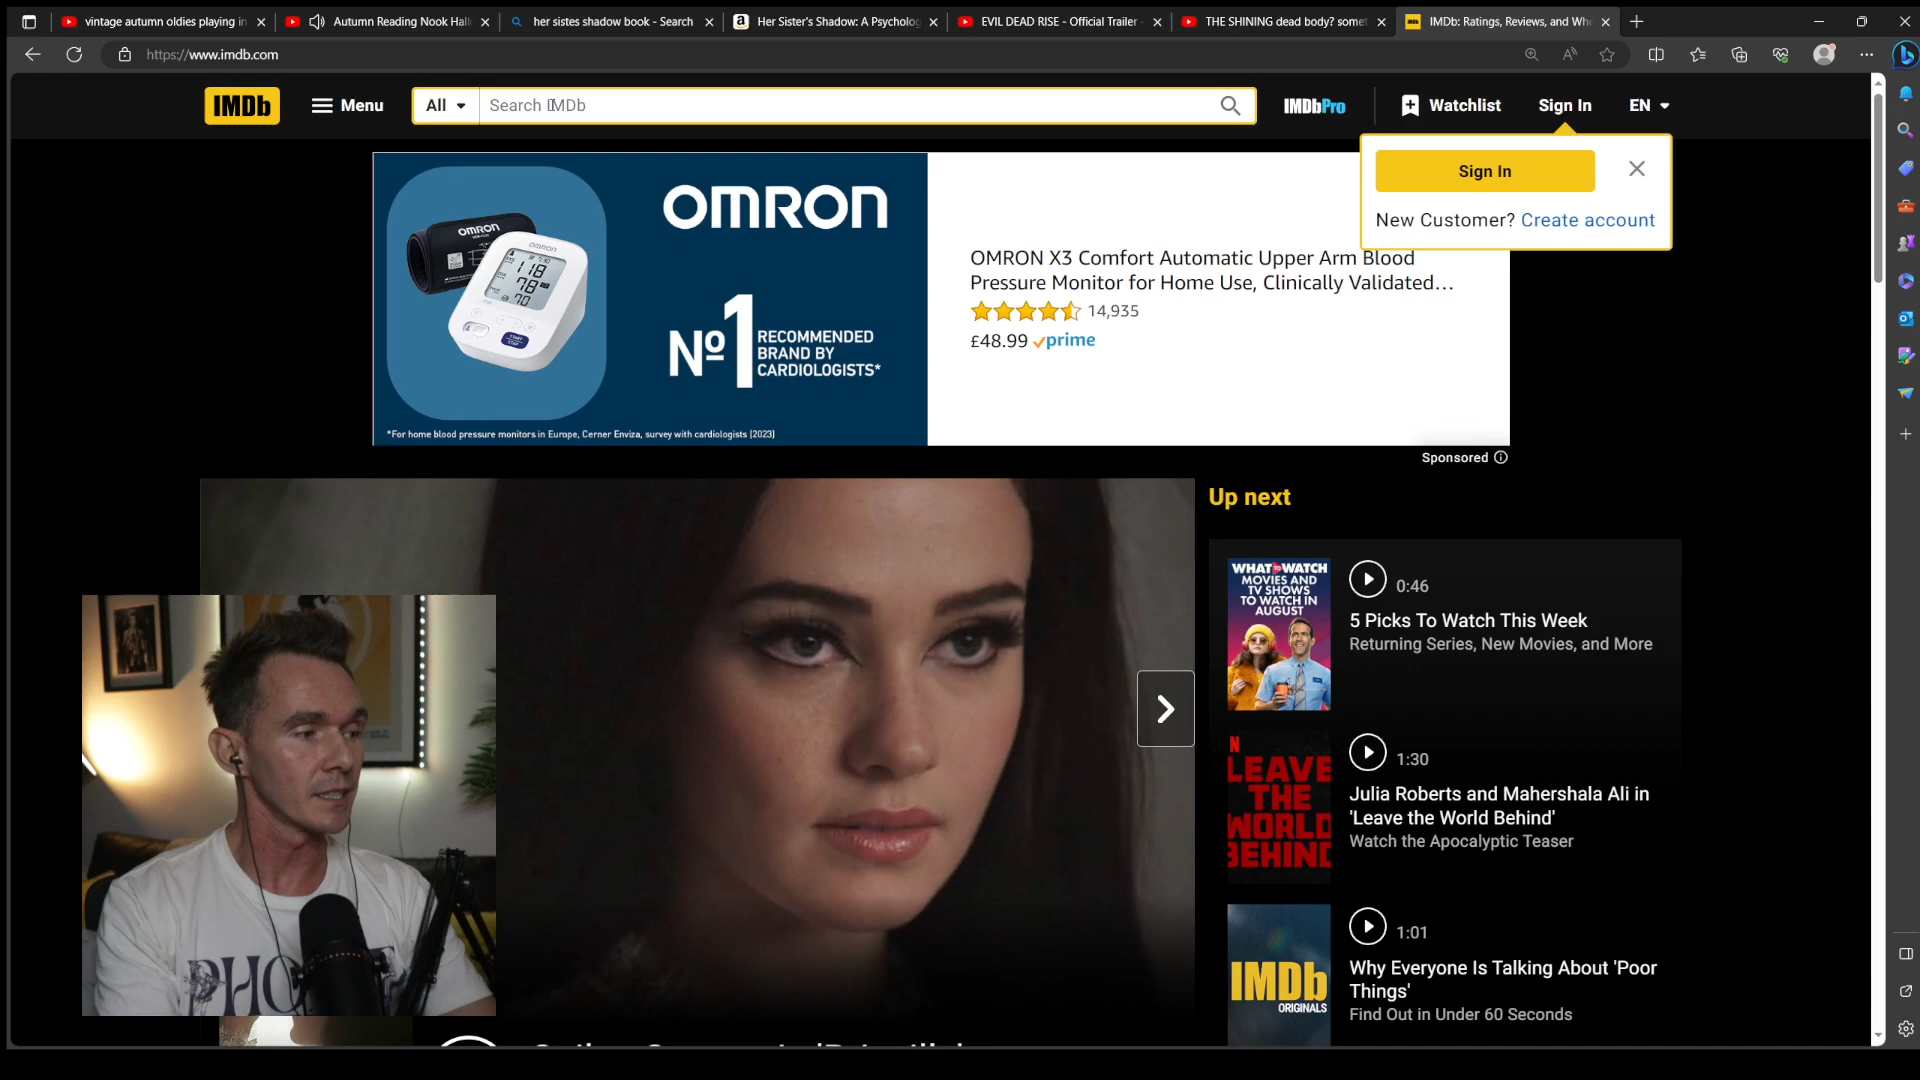 vintage autumn oldies playing in
Autumn Reading Nook Hall
her sistes shadow book - Search
Her Sister's Shadow: A Psycholog
EVIL DEAD RISE - Official Trailer -
THE SHINING dead body? somet
IMDb: Ratings, Reviews, and Whe
https://www.imdb.com
IMDb
Menu
All
Search IMDb
IMDbPro
Watchlist
Sign In
EN
Sign In
New Customer? Create account
OMRON
OMRON
OMRON
118
78
70
Nº1 RECOMMENDED
BRAND BY
CARDIOLOGISTS*
*For home blood pressure monitors in Europe, Cerner Enviza, survey with cardiologists (2023)
OMRON X3 Comfort Automatic Upper Arm Blood
Pressure Monitor for Home Use, Clinically Validated...
14,935
£48.99 prime
Sponsored
Up next
WHAT TO WATCH
MOVIES AND
TV SHOWS
TO WATCH IN
AUGUST
0:46
5 Picks To Watch This Week
Returning Series, New Movies, and More
N
LEAVE
THE
WORLD
BEHIND
1:30
Julia Roberts and Mahershala Ali in
'Leave the World Behind'
Watch the Apocalyptic Teaser
IMDb
ORIGINALS
1:01
Why Everyone Is Talking About 'Poor
Things'
Find Out in Under 60 Seconds
PHO